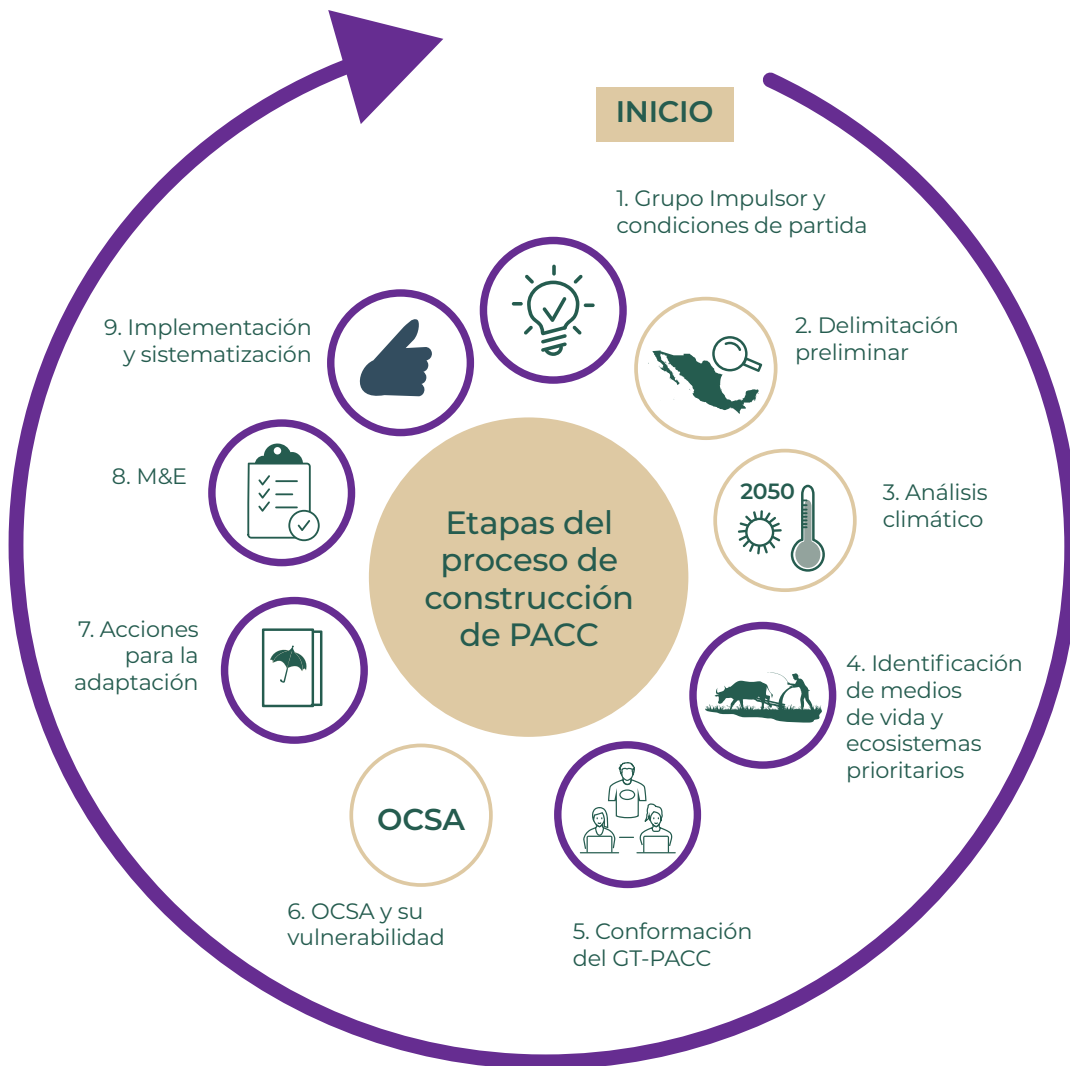 INICIO
1. Grupo Impulsor y
condiciones de partida
2. Delimitación
preliminar
2050
3. Análisis
climático
4. Identificación
de medios
de vida y
ecosistemas
prioritarios
5. Conformación
del GT-PACC
OCSA
6. OCSA y su
vulnerabilidad
7. Acciones
para la
adaptación
8. M&E
9. Implementación
y sistematización
Etapas del
proceso de
construcción
de PACC